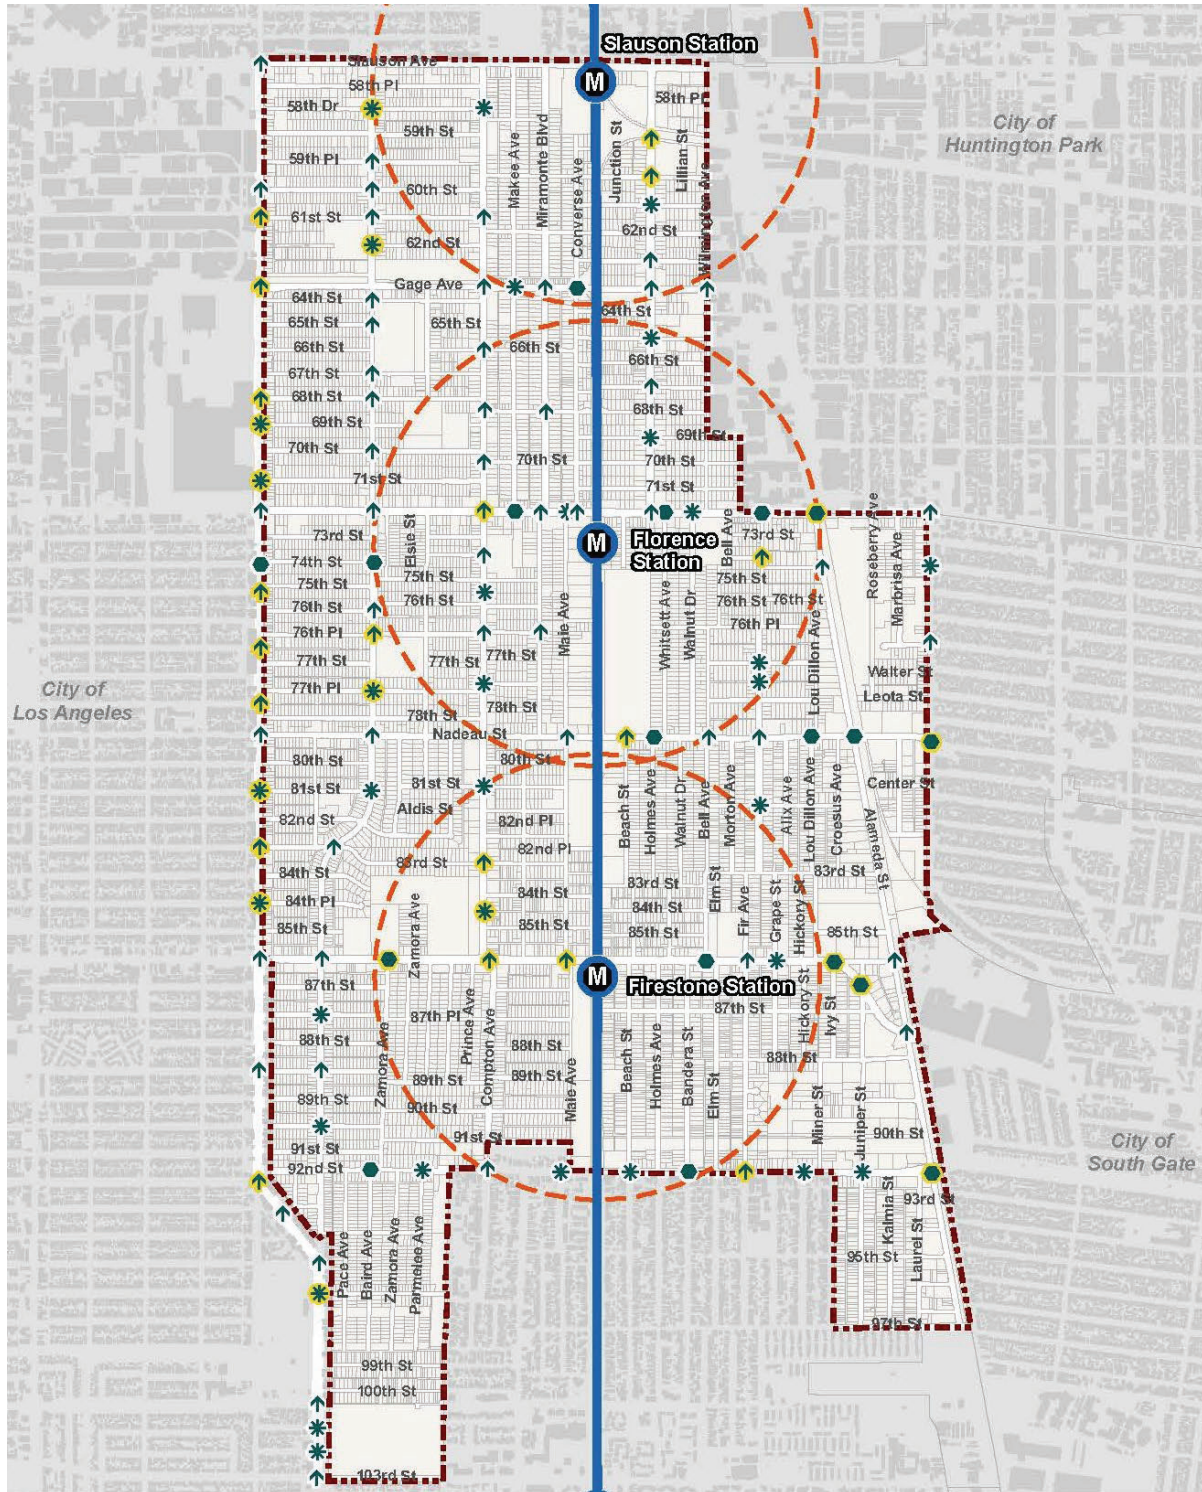 Slauson Station
Slauson Ave
58th Pl
58th Dr
58th Pl
59th St
59th Pl
60th St
61st St
62nd St
62nd St
Makee Ave
Miramonte Blvd
Converse Ave
Junction St
Lillian St
Wilmington Ave
City of
Huntington Park
Gage Ave
64th St
64th St
65th St
65th St
66th St
66th St
66th St
67th St
68th St
68th St
69th St
69th St
70th St
70th St
70th St
71st St
71st St
Florence
Station
73rd St
73rd St
Elsie St
Bell Ave
Roseberry Ave
Marbrisa Ave
74th St
75th St
75th St
75th St
76th St
76th St
76th St
76th St
76th Pl
76th Pl
Maie Ave
Whitsett Ave
Walnut Dr
Lou Dillon Ave
77th St
77th St
77th St
Walter St
Leota St
77th Pl
78th St
78th St
City of
Los Angeles
Nadeau St
80th St
80th St
81st St
81st St
Center St
Aldis St
82nd St
82nd Pl
82nd Pl
Beach St
Holmes Ave
Walnut Dr
Bell Ave
Morton Ave
Alix Ave
Lou Dillon Ave
Croesus Ave
Alameda St
83rd St
83rd St
83rd St
84th St
84th St
84th St
84th Pl
85th St
85th St
85th St
85th St
Zamora Ave
Elm St
Fir Ave
Grape St
Hickory St
Firestone Station
87th St
87th St
87th Pl
Prince Ave
Compton Ave
Hickory St
Ivy St
88th St
88th St
88th St
89th St
89th St
89th St
90th St
90th St
Zamora Ave
Maie Ave
Beach St
Holmes Ave
Bandera St
Elm St
Miner St
Juniper St
91st St
91st St
92nd St
93rd St
City of
South Gate
Pace Ave
Baird Ave
Zamora Ave
Parmelee Ave
Kalmia St
Laurel St
95th St
97th St
99th St
100th St
103rd St
M
M
M